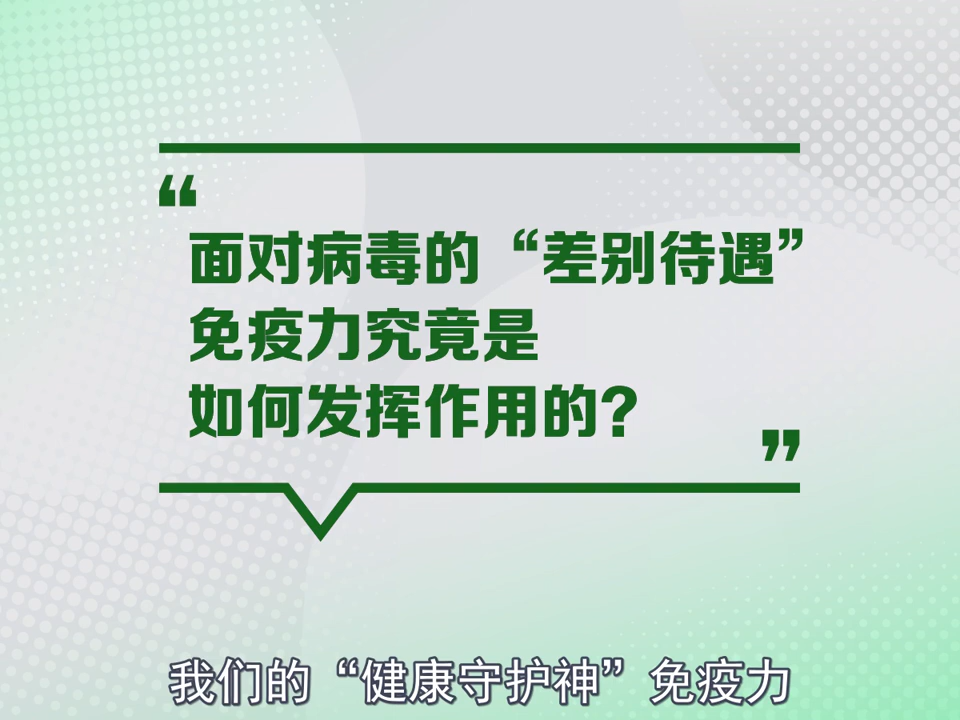 “
面对病毒的“差别待遇”
免疫力究竟是
如何发挥作用的？
”
我们的“健康守护神”免疫力